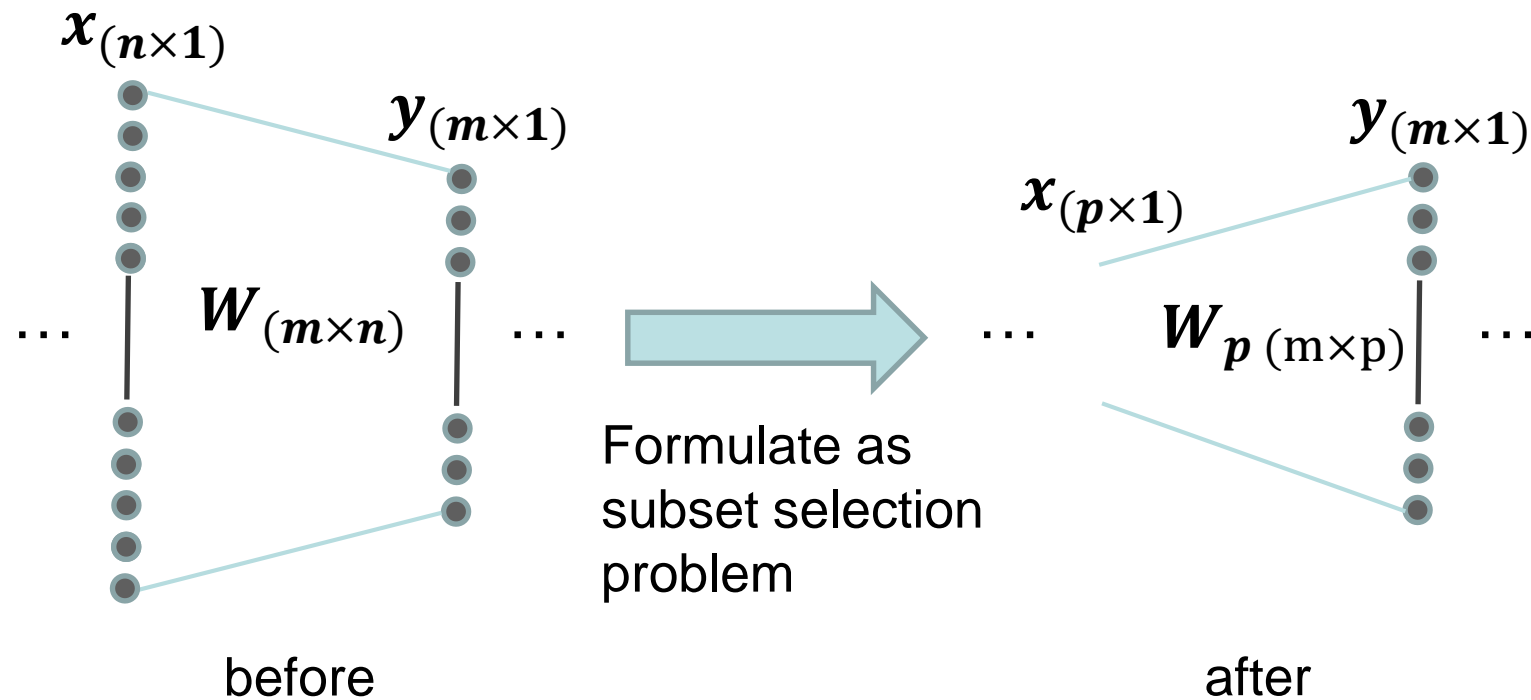 x(n×1)
y(m×1)
W(m×n)
…
…
Formulate as
subset selection
problem
before
x(p×1)
y(m×1)
Wp (m×p)
…
…
after